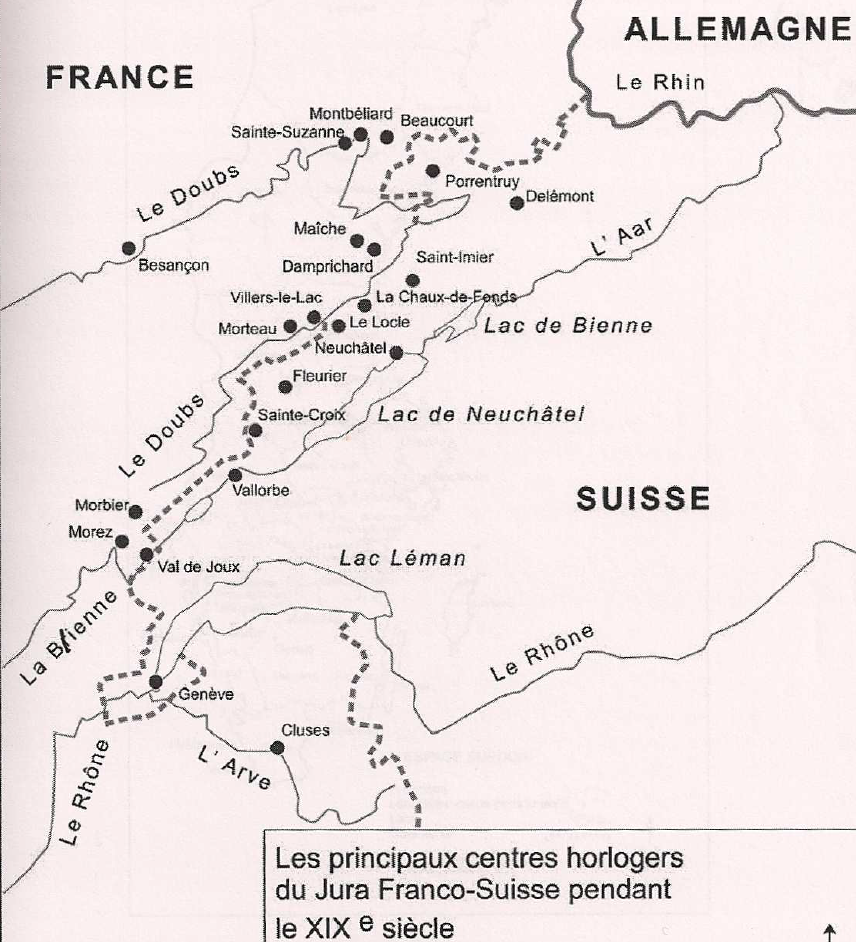 ALLEMAGNE
FRANCE
Le Rhin
Montbéliard
Beaucourt
Sainte-Suzanne
Porrentruy
Le Doubs
Delémont
Maîche
L' Aar
Besançon
Damprichard
Saint-Imier
Villers-le-Lac
La Chaux-de-Fonds
Morteau
Le Locle
Lac de Bienne
Neuchâtel
Fleurier
Sainte-Croix
Lac de Neuchâtel
Le Doubs
Vallorbe
SUISSE
Morbier
Morez
Val de Joux
Lac Léman
La Bienne
Le Rhône
Genève
Cluses
L' Arve
Le Rhône
Les principaux centres horlogers
du Jura Franco-Suisse pendant
le XIX e siècle